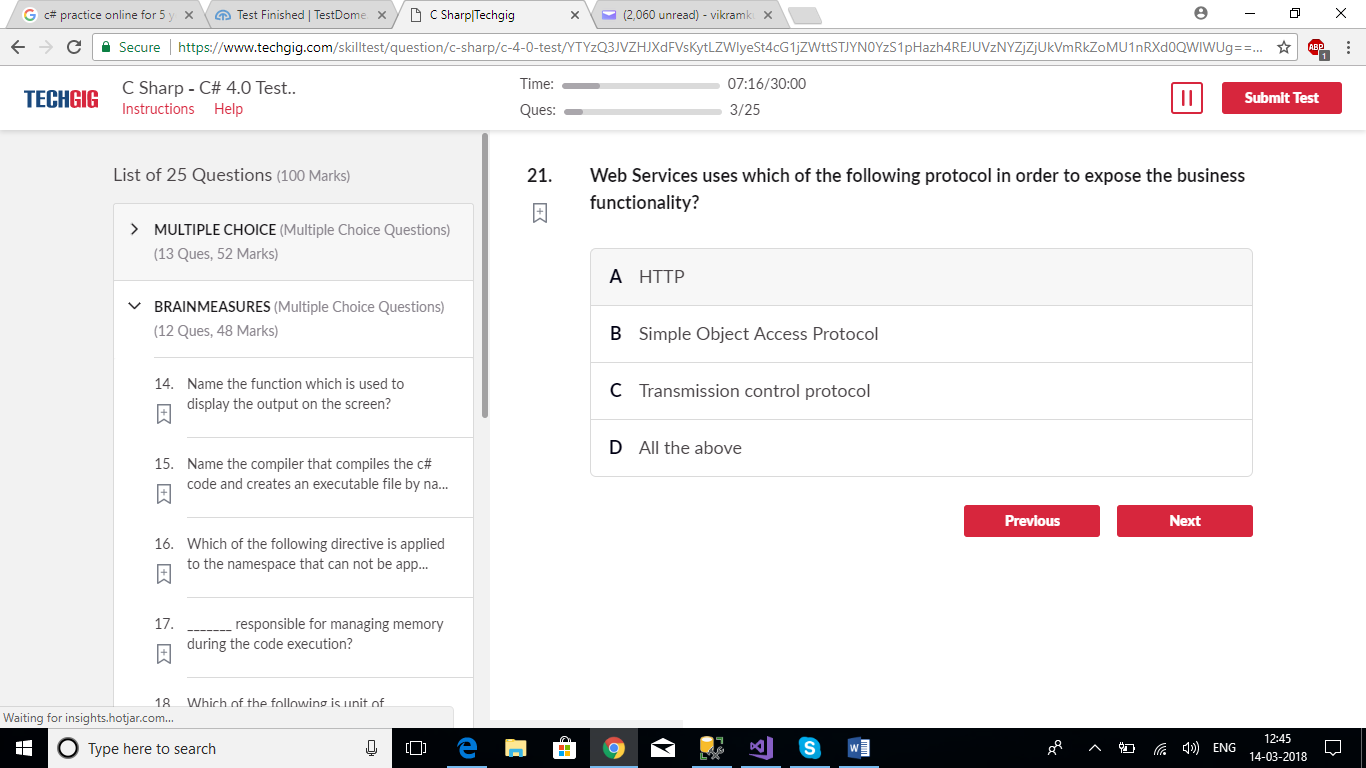 c# practice online for 5 y
Test Finished | TestDome
C Sharp|Techgig
(2,060 unread) - vikramk
Secure
https://www.techgig.com/skilltest/question/c-sharp/c-4-0-test/
ABP
1
TECHGIG
C Sharp - C# 4.0 Test..
Instructions Help
Time: 07:16/30:00
Ques: 3/25
Submit Test
List of 25 Questions (100 Marks)
MULTIPLE CHOICE (Multiple Choice Questions)
(13 Ques, 52 Marks)
BRAINMEASURES (Multiple Choice Questions)
(12 Ques, 48 Marks)
14. Name the function which is used to
display the output on the screen?
15. Name the compiler that compiles the c#
code and creates an executable file by na...
16. Which of the following directive is applied
to the namespace that can not be app...
17. _______ responsible for managing memory
during the code execution?
18. Which of the following is unit of
21. Web Services uses which of the following protocol in order to expose the business
functionality?
A HTTP
B Simple Object Access Protocol
C Transmission control protocol
D All the above
Previous
Next
Waiting for insights.hotjar.com...
Type here to search
ENG
12:45
14-03-2018